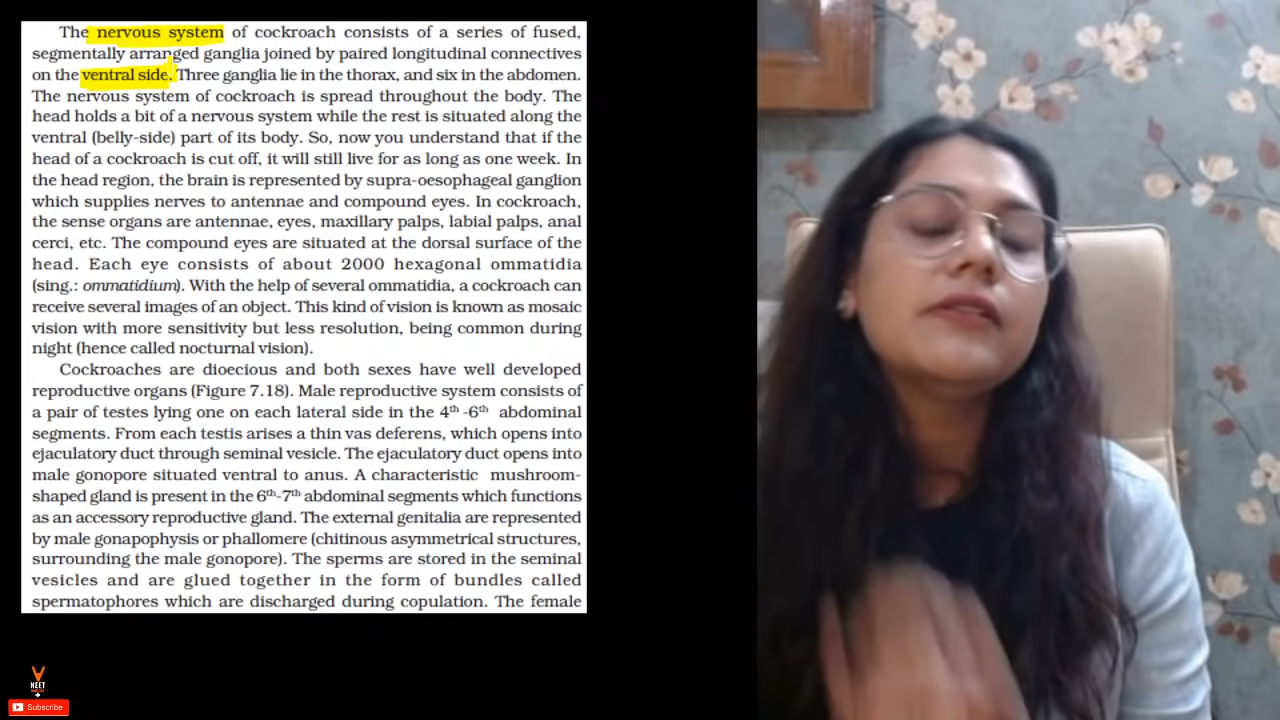 The nervous system of cockroach consists of a series of fused,
segmentally arranged ganglia joined by paired longitudinal connectives
on the ventral side. Three ganglia lie in the thorax, and six in the abdomen.
The nervous system of cockroach is spread throughout the body. The
head holds a bit of a nervous system while the rest is situated along the
ventral (belly-side) part of its body. So, now you understand that if the
head of a cockroach is cut off, it will still live for as long as one week. In
the head region, the brain is represented by supra-oesophageal ganglion
which supplies nerves to antennae and compound eyes. In cockroach,
the sense organs are antennae, eyes, maxillary palps, labial palps, anal
cerci, etc. The compound eyes are situated at the dorsal surface of the
head. Each eye consists of about 2000 hexagonal ommatidia
(sing.: ommatidium). With the help of several ommatidia, a cockroach can
receive several images of an object. This kind of vision is known as mosaic
vision with more sensitivity but less resolution, being common during
night (hence called nocturnal vision).
Cockroaches are dioecious and both sexes have well developed
reproductive organs (Figure 7.18). Male reproductive system consists of
a pair of testes lying one on each lateral side in the 4th -6th abdominal
segments. From each testis arises a thin vas deferens, which opens into
ejaculatory duct through seminal vesicle. The ejaculatory duct opens into
male gonopore situated ventral to anus. A characteristic mushroom-
shaped gland is present in the 6th-7th abdominal segments which functions
as an accessory reproductive gland. The external genitalia are represented
by male gonapophysis or phallomere (chitinous asymmetrical structures,
surrounding the male gonopore). The sperms are stored in the seminal
vesicles and are glued together in the form of bundles called
spermatophores which are discharged during copulation. The female
NEET
Subscribe